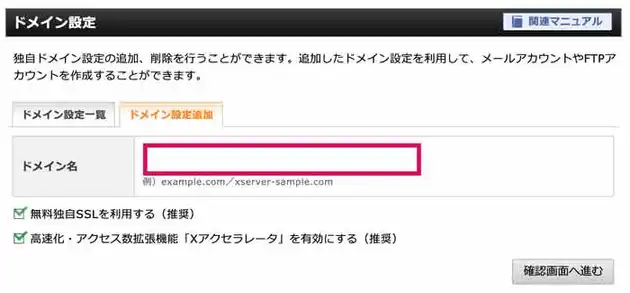 ドメイン設定
関連マニュアル
独自ドメイン設定の追加、削除を行うことができます。追加したドメイン設定を利用して、メールアカウントやFTPア
カウントを作成することができます。
ドメイン設定一覧
ドメイン設定追加
ドメイン名
例）example.com／xserver-sample.com
無料独自SSLを利用する（推奨）
高速化・アクセス数拡張機能「Xアクセラレータ」を有効にする（推奨）
確認画面へ進む